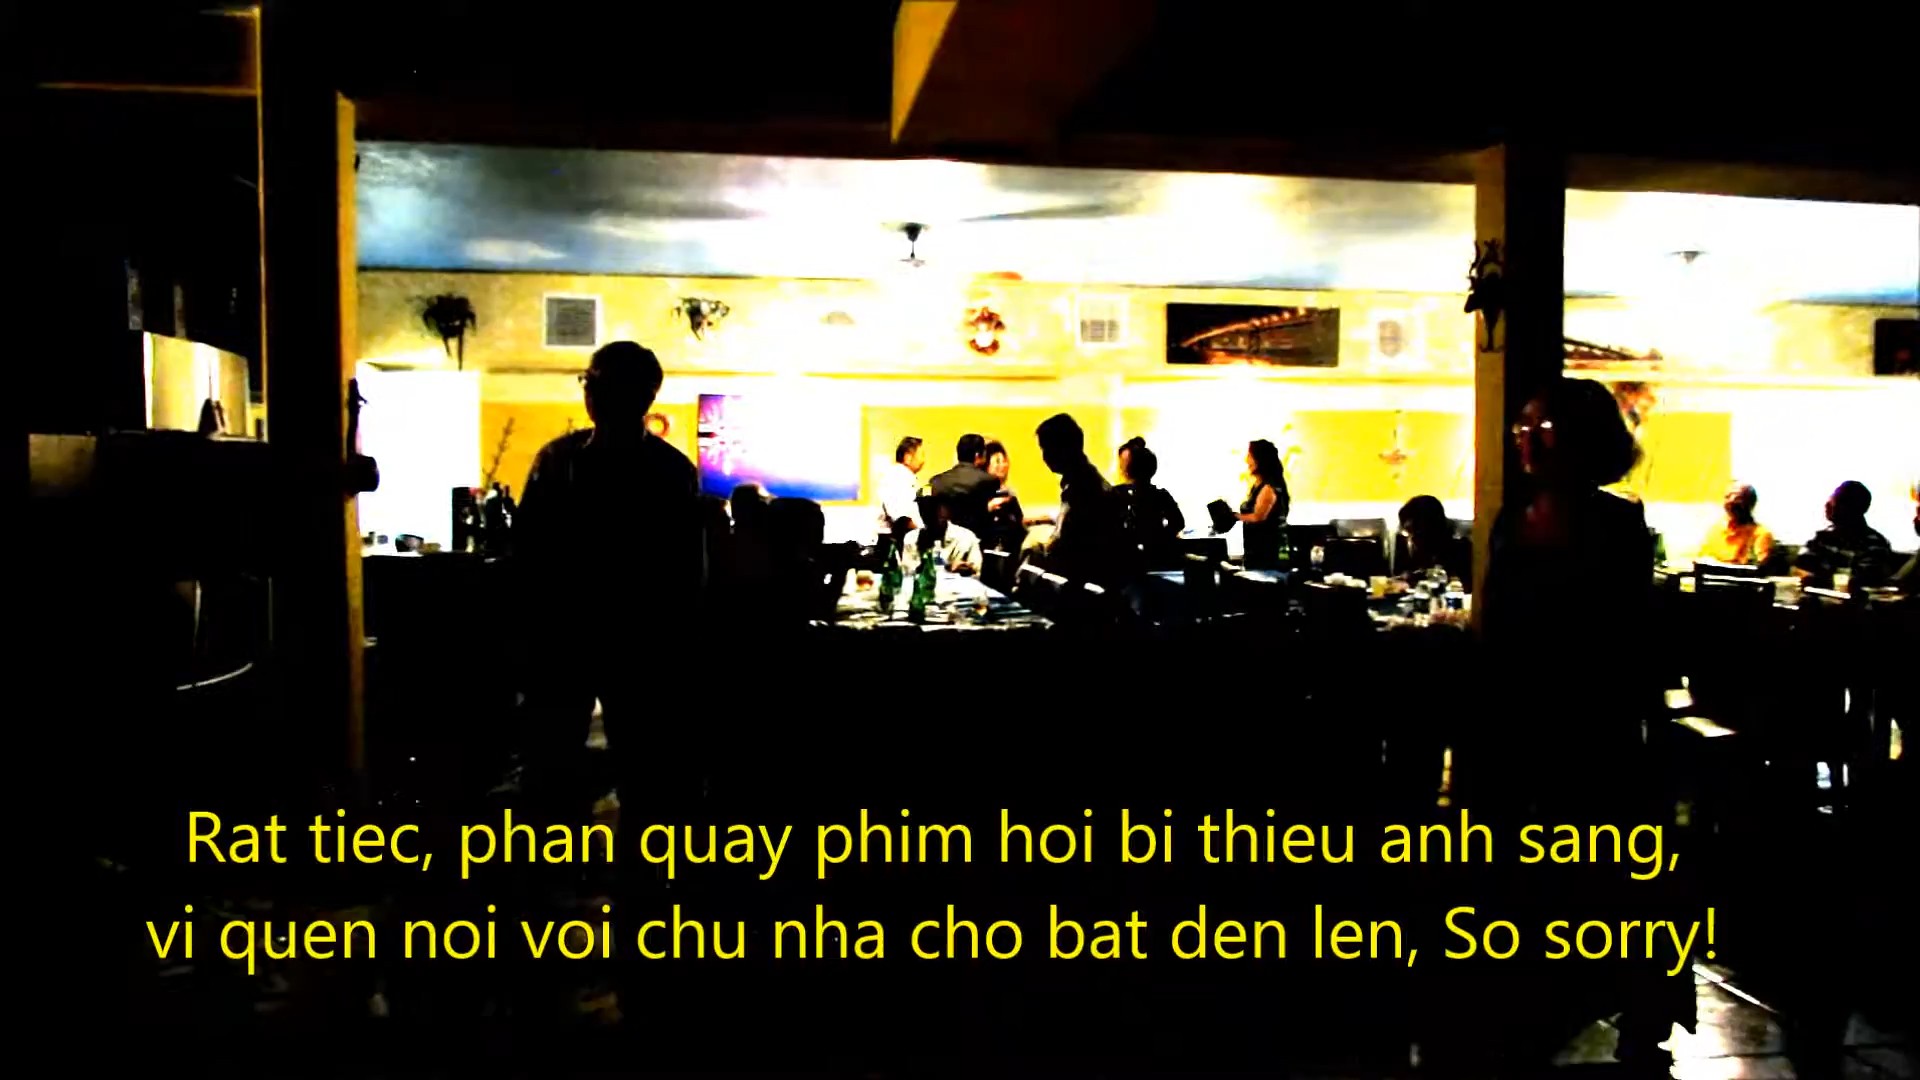 Rat tiec, phan quay phim hoi bi thieu anh sang,
vi quen noi voi chu nha cho bat den len, So sorry!